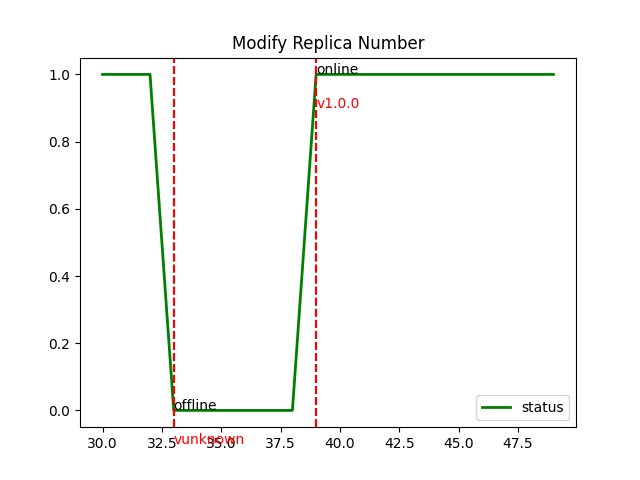 Modify Replica Number
1.0
online
v1.0.0
0.8
0.6
0.4
0.2
offline
status
0.0
vunknown
30.0 32.5 35.0 37.5 40.0 42.5 45.0 47.5